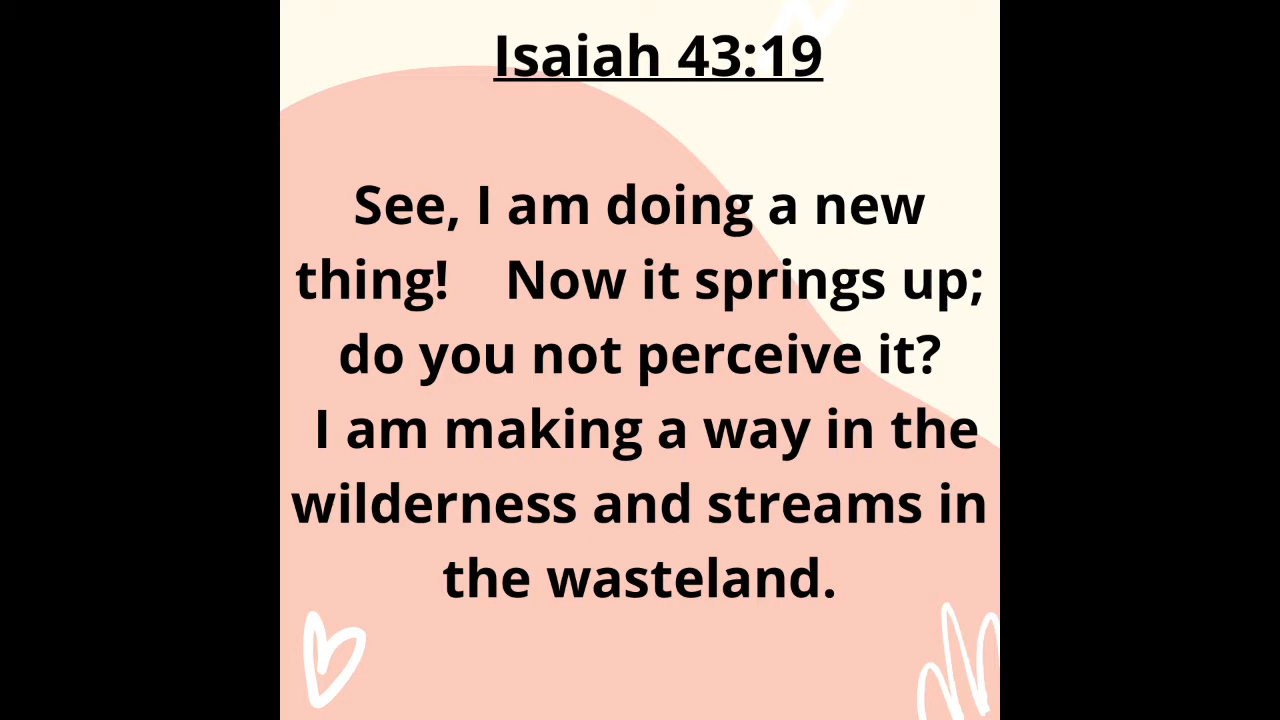 Isaiah 43:19
See, I am doing a new
thing! Now it springs up;
do you not perceive it?
I am making a way in the
wilderness and streams in
the wasteland.